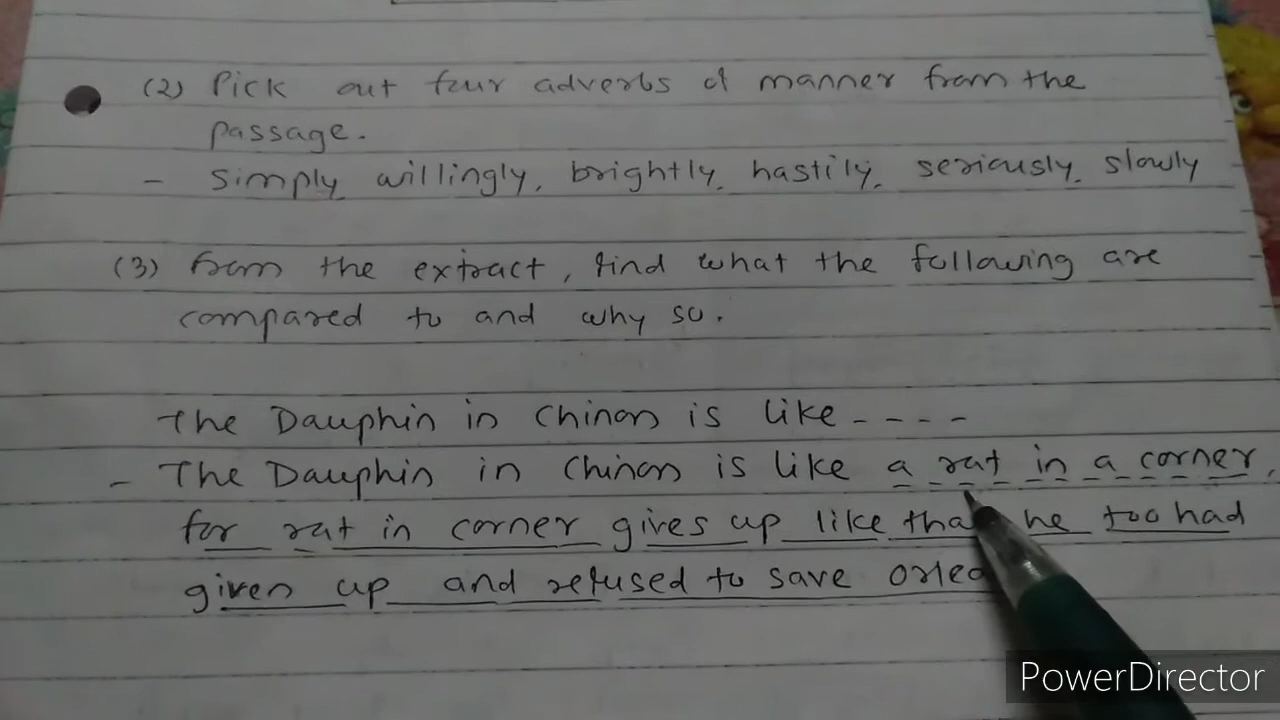 (2) Pick out four adverbs of manner from the
passage.
- Simply, willingly, brightly, hastily, seriously, slowly
(3) From the extract, find what the following are
compared to and why so.
The Dauphin in Chinon is like - - - -
- The Dauphin in Chinon is like a rat in a corner,
for rat in corner gives up like he too had
given up and refused to save
PowerDirector